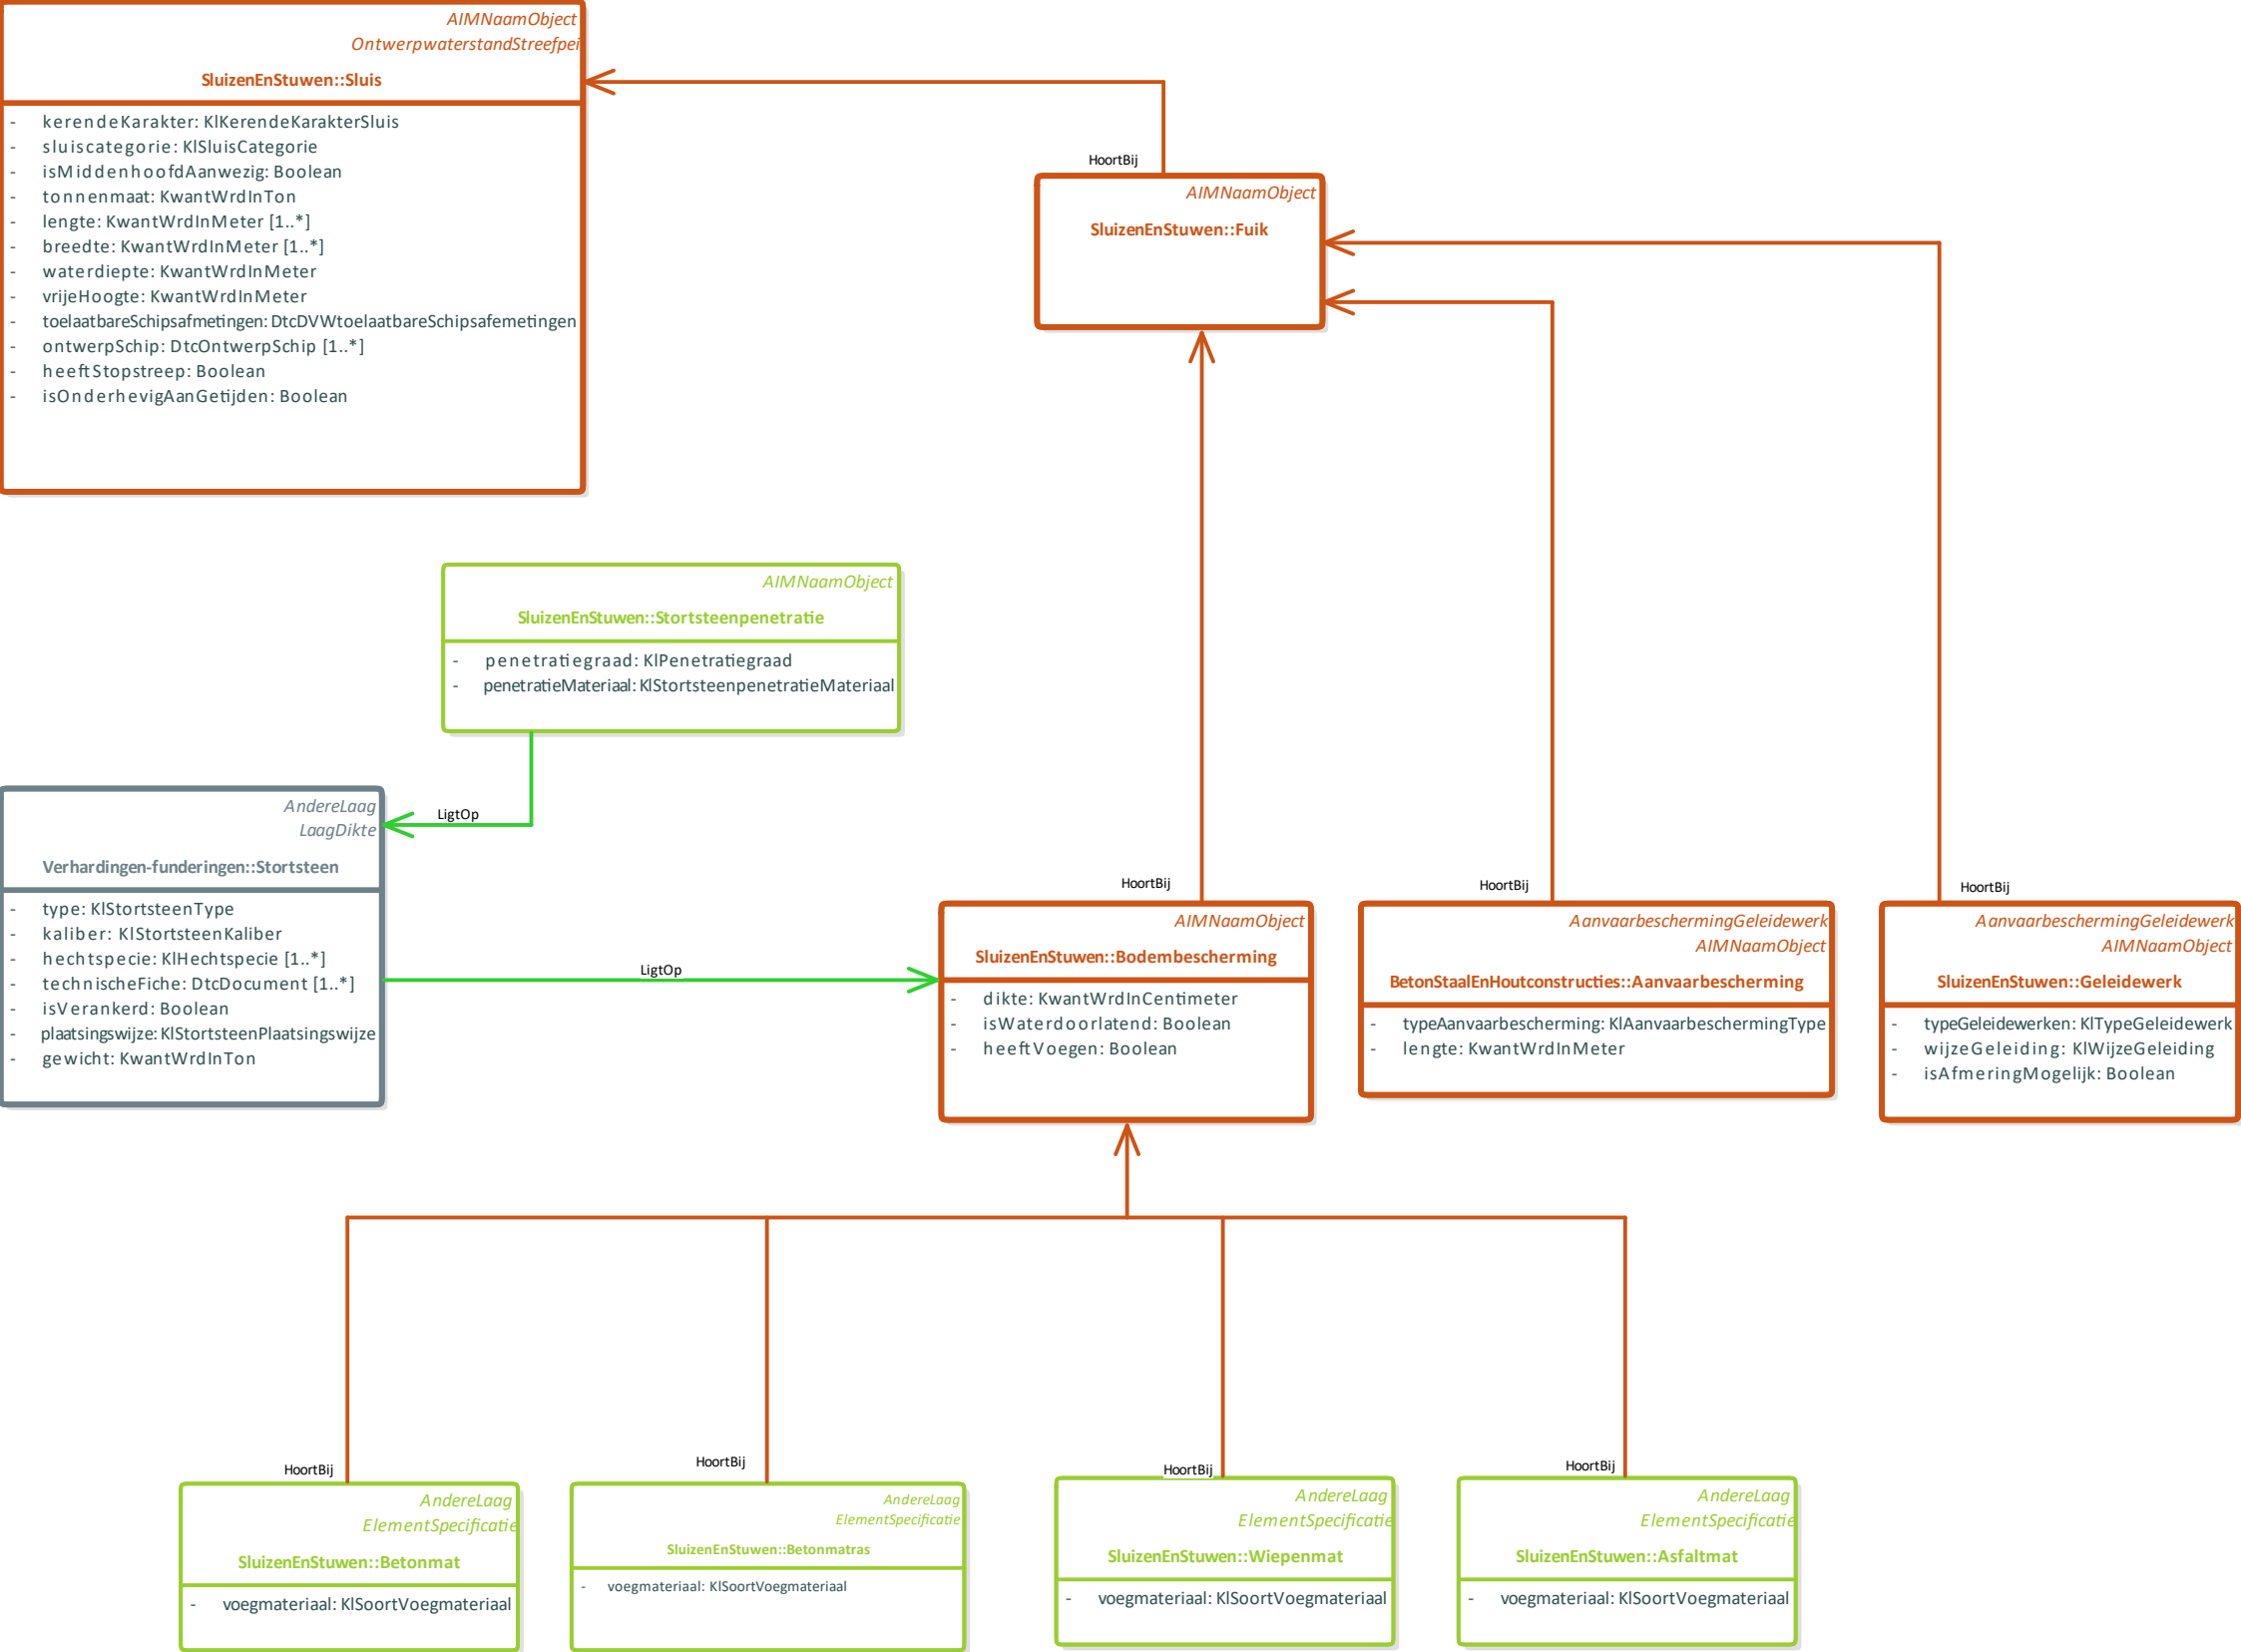 AIMNaamObject
OntwerpwaterstandStreefpei
SluizenEnStuwen::Sluis
- kerendeKarakter: KlKerendeKarakterSluis
- sluiscategorie: KlSluisCategorie
- isMiddenhoofdAanwezig: Boolean
- tonnenmaat: KwantWrdInTon
- lengte: KwantWrdInMeter [1..*]
- breedte: KwantWrdInMeter [1..*]
- waterdiepte: KwantWrdInMeter
- vrijeHoogte: KwantWrdInMeter
- toelaatbareSchipsafmetingen: DtcDVWtoelaatbareSchipsafemetingen
- ontwerpSchip: DtcOntwerpSchip [1..*]
- heeftStopstreep: Boolean
- isOnderhevigAanGetijden: Boolean
HoortBij
AIMNaamObject
SluizenEnStuwen::Fuik
AIMNaamObject
SluizenEnStuwen::Stortsteenpenetratie
- penetratiegraad: KlPenetratiegraad
- penetratieMateriaal: KlStortsteenpenetratieMateriaal
LigtOp
AndereLaag
LaagDikte
Verhardingen-funderingen::Stortsteen
- type: KlStortsteenType
- kaliber: KlStortsteenKaliber
- hechtspecie: KlHechtspecie [1..*]
- technischeFiche: DtcDocument [1..*]
- isVerankerd: Boolean
- plaatsingswijze: KlStortsteenPlaatsingswijze
- gewicht: KwantWrdInTon
LigtOp
HoortBij
AIMNaamObject
SluizenEnStuwen::Bodembescherming
- dikte: KwantWrdInCentimeter
- isWaterdoorlatend: Boolean
- heeftVoegen: Boolean
HoortBij
AanvaarbeschermingGeleidewerk
AIMNaamObject
BetonStaalEnHoutconstructies::Aanvaarbescherming
- typeAanvaarbescherming: KlAanvaarbeschermingType
- lengte: KwantWrdInMeter
HoortBij
AanvaarbeschermingGeleidewerk
AIMNaamObject
SluizenEnStuwen::Geleidewerk
- typeGeleidewerken: KlTypeGeleidewerk
- wijzeGeleiding: KlWijzeGeleiding
- isAfmeringMogelijk: Boolean
HoortBij
AndereLaag
ElementSpecificatie
SluizenEnStuwen::Betonmat
- voegmateriaal: KlSoortVoegmateriaal
HoortBij
AndereLaag
ElementSpecificatie
SluizenEnStuwen::Betonmatras
- voegmateriaal: KlSoortVoegmateriaal
HoortBij
AndereLaag
ElementSpecificatie
SluizenEnStuwen::Wiepenmat
- voegmateriaal: KlSoortVoegmateriaal
HoortBij
AndereLaag
ElementSpecificatie
SluizenEnStuwen::Asfaltmat
- voegmateriaal: KlSoortVoegmateriaal